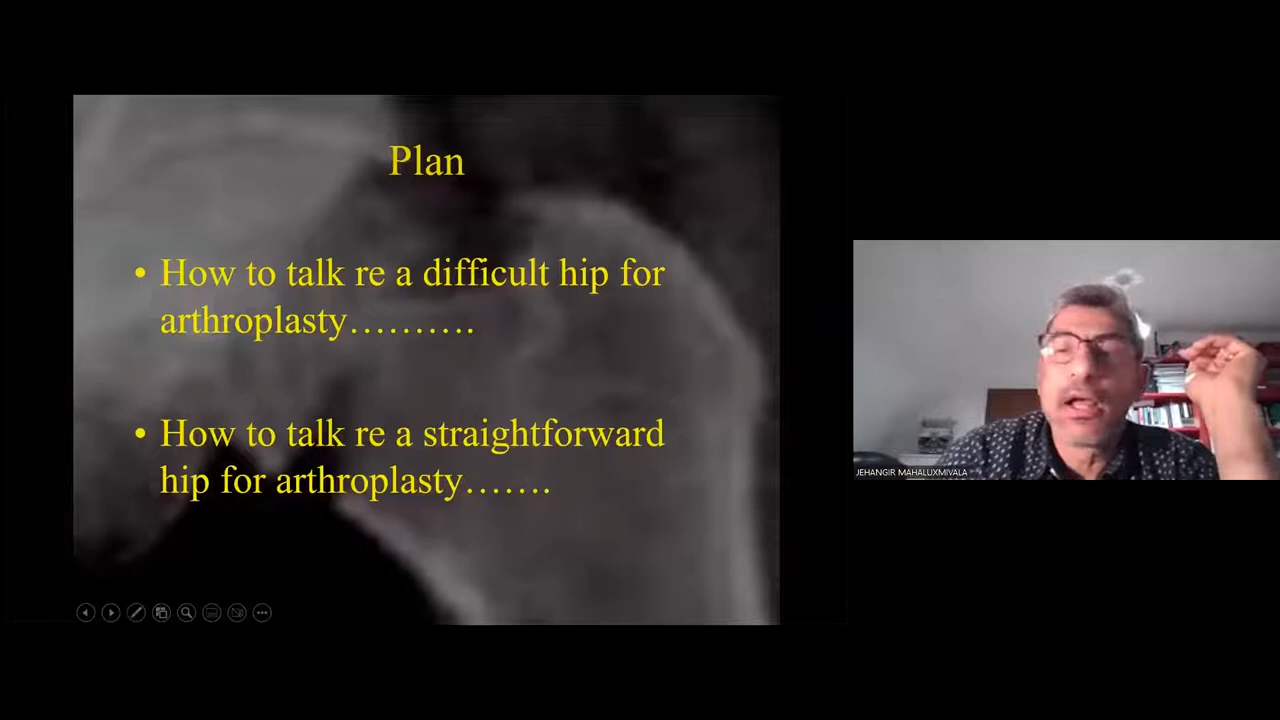 Plan
• How to talk re a difficult hip for
arthroplasty……….
• How to talk re a straightforward
hip for arthroplasty…….
JEHANGIR MAHALUXMIVALA